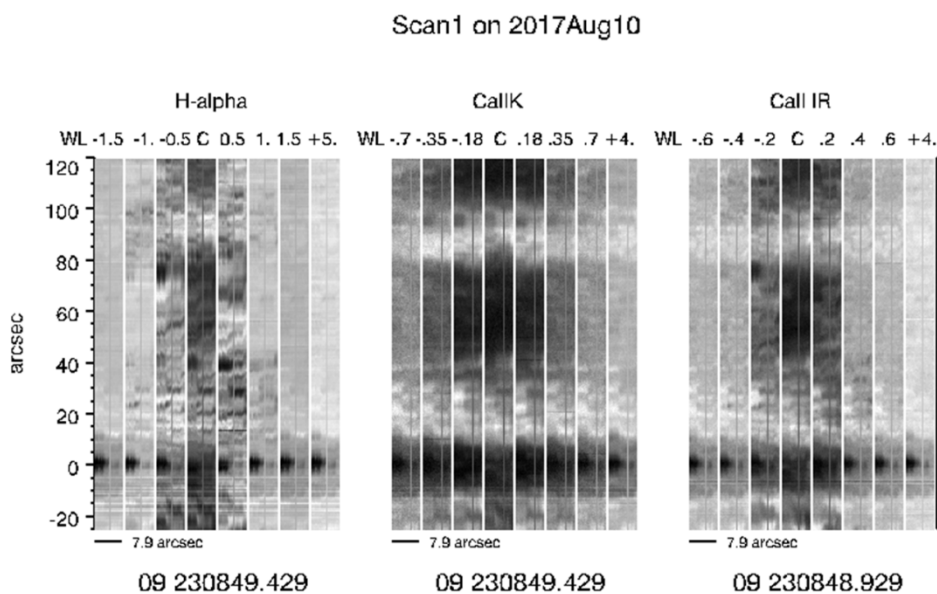 Scan1 on 2017Aug10
H-alpha CaIIK CaII IR
WL -1.5 -1. -0.5 C 0.5 1. 1.5 +5. WL -.7 -.35 -.18 C .18 .35 .7 +4. WL -.6 -.4 -.2 C .2 .4 .6 +4.
120
100
80
60
40
20
0
-20
arcsec
7.9 arcsec 7.9 arcsec 7.9 arcsec
09 230849.429 09 230849.429 09 230848.929